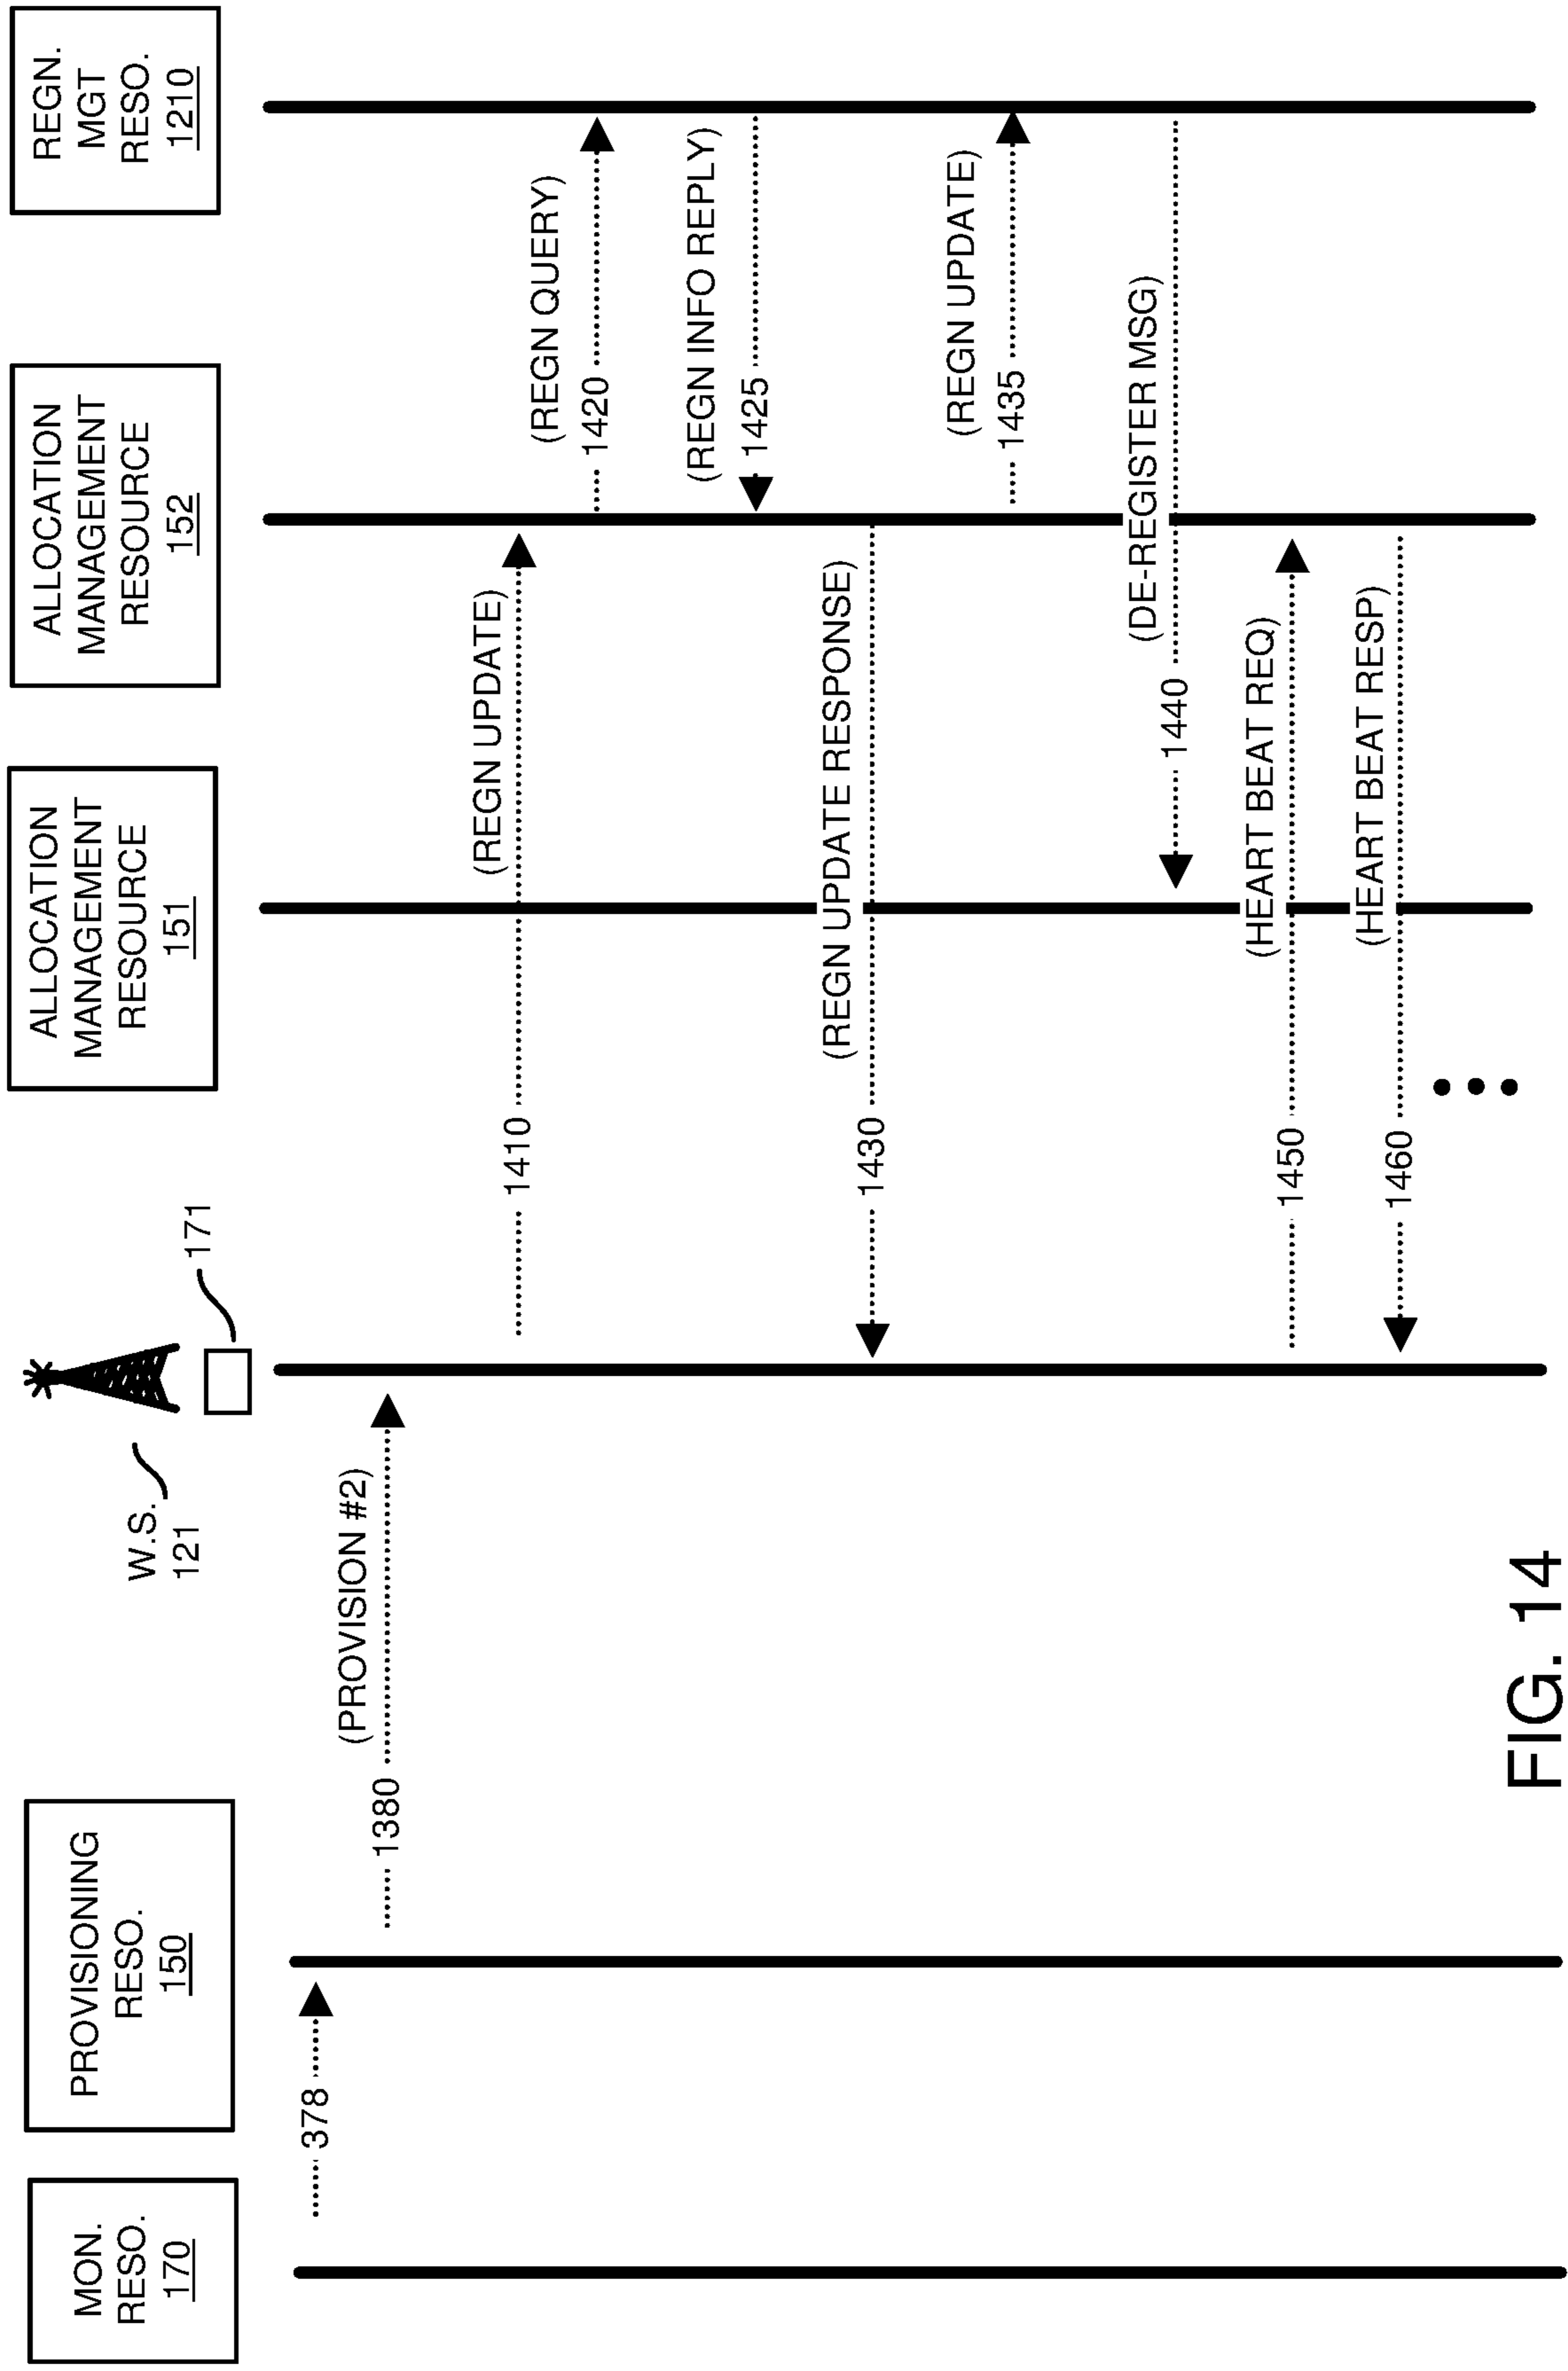 MON.
RESO.
170
PROVISIONING
RESO.
150
W.S.
121
171
ALLOCATION
MANAGEMENT
RESOURCE
151
ALLOCATION
MANAGEMENT
RESOURCE
152
REGN.
MGT
RESO.
1210
378
(PROVISION #2)
1380
(REGN UPDATE)
1410
(REGN QUERY)
1420
(REGN INFO REPLY)
1425
(REGN UPDATE RESPONSE)
1430
(REGN UPDATE)
1435
(DE-REGISTER MSG)
1440
(HEART BEAT REQ)
1450
(HEART BEAT RESP)
1460
FIG. 14